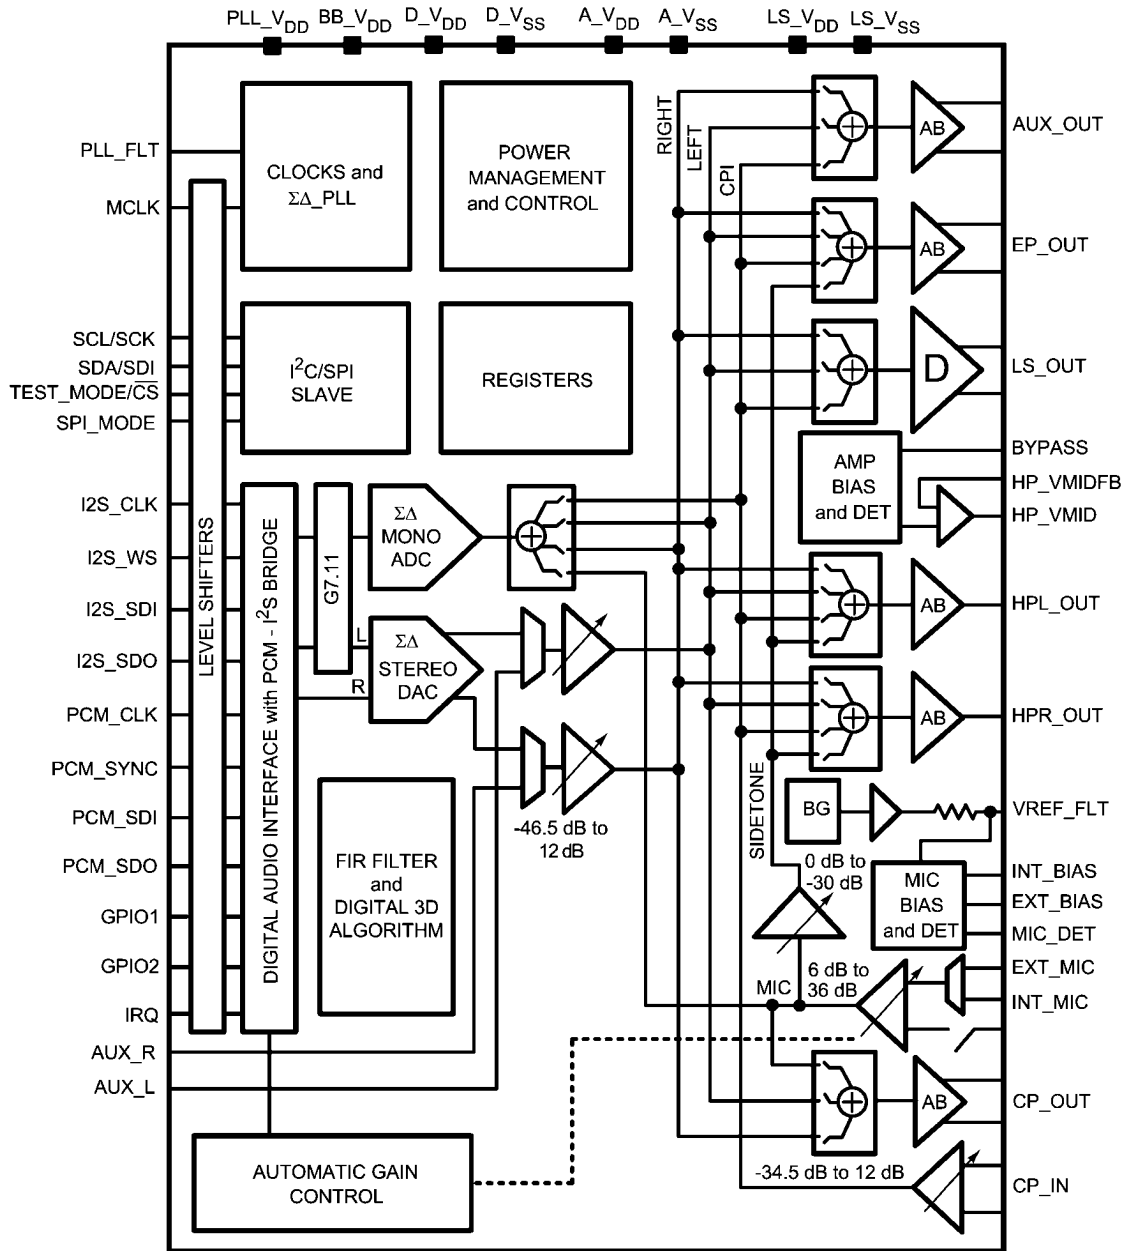 PLL_VDD BB_VDD D_VDD D_VSS A_VDD A_VSS LS_VDD LS_VSS
PLL_FLT
MCLK
SCL/SCK
SDA/SDI
TEST_MODE/C̅S̅
SPI_MODE
I2S_CLK
I2S_WS
I2S_SDI
I2S_SDO
PCM_CLK
PCM_SYNC
PCM_SDI
PCM_SDO
GPIO1
GPIO2
IRQ
AUX_R
AUX_L
LEVEL SHIFTERS
CLOCKS and
ΣΔ_PLL
POWER
MANAGEMENT
and CONTROL
I²C/SPI
SLAVE
REGISTERS
DIGITAL AUDIO INTERFACE with PCM - I²S BRIDGE
G7.11
ΣΔ
MONO
ADC
L
R
ΣΔ
STEREO
DAC
FIR FILTER
and
DIGITAL 3D
ALGORITHM
-46.5 dB to
12 dB
AUTOMATIC GAIN
CONTROL
RIGHT
LEFT
CPI
SIDETONE
AB
AB
D
AMP
BIAS
and DET
AB
AB
BG
0 dB to
-30 dB
MIC
BIAS
and DET
MIC
6 dB to
36 dB
AB
-34.5 dB to 12 dB
AUX_OUT
EP_OUT
LS_OUT
BYPASS
HP_VMIDFB
HP_VMID
HPL_OUT
HPR_OUT
VREF_FLT
INT_BIAS
EXT_BIAS
MIC_DET
EXT_MIC
INT_MIC
CP_OUT
CP_IN